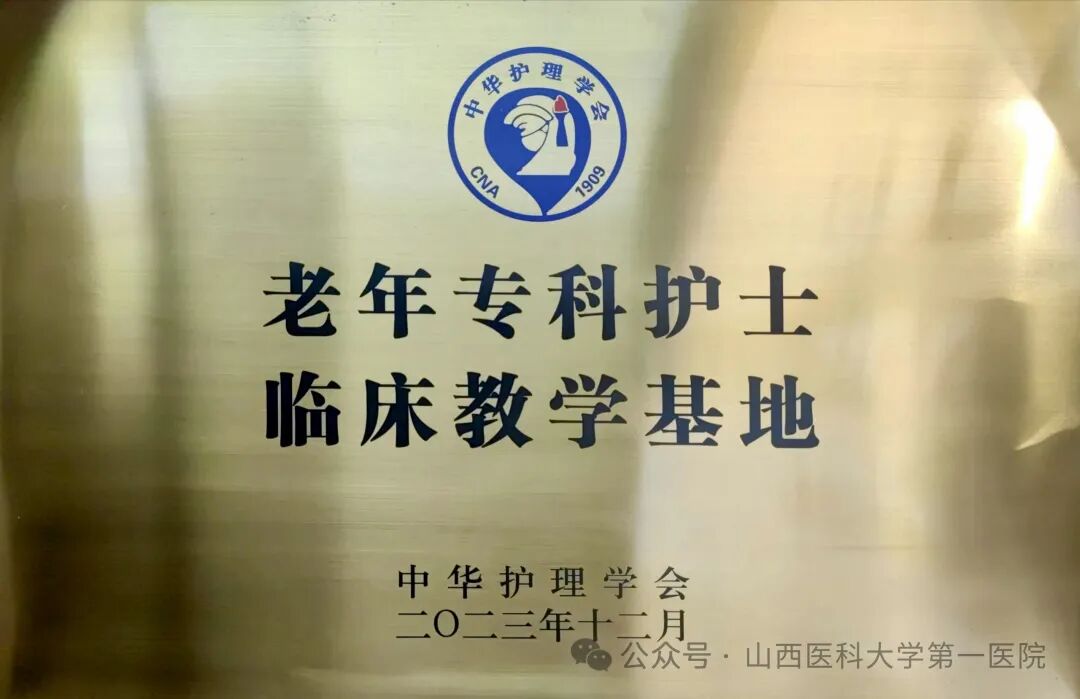 中华护理学会
CNA 1909
老年专科护士
临床教学基地
中华护理学会
二〇二三年十二月
公众号·山西医科大学第一医院